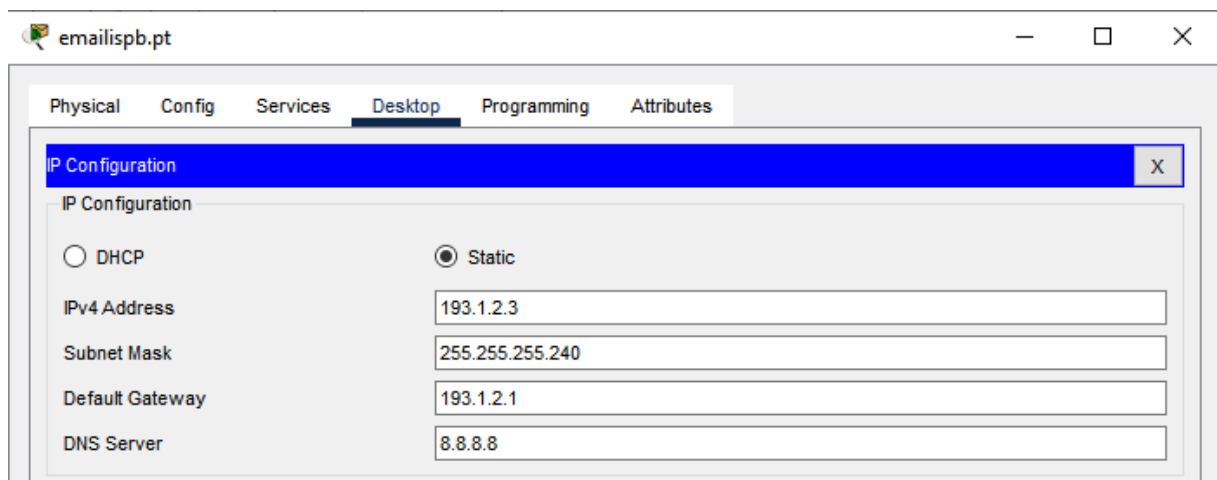 emailispb.pt
Physical Config Services Desktop Programming Attributes
IP Configuration X
IP Configuration
DHCP Static
IPv4 Address 193.1.2.3
Subnet Mask 255.255.255.240
Default Gateway 193.1.2.1
DNS Server 8.8.8.8